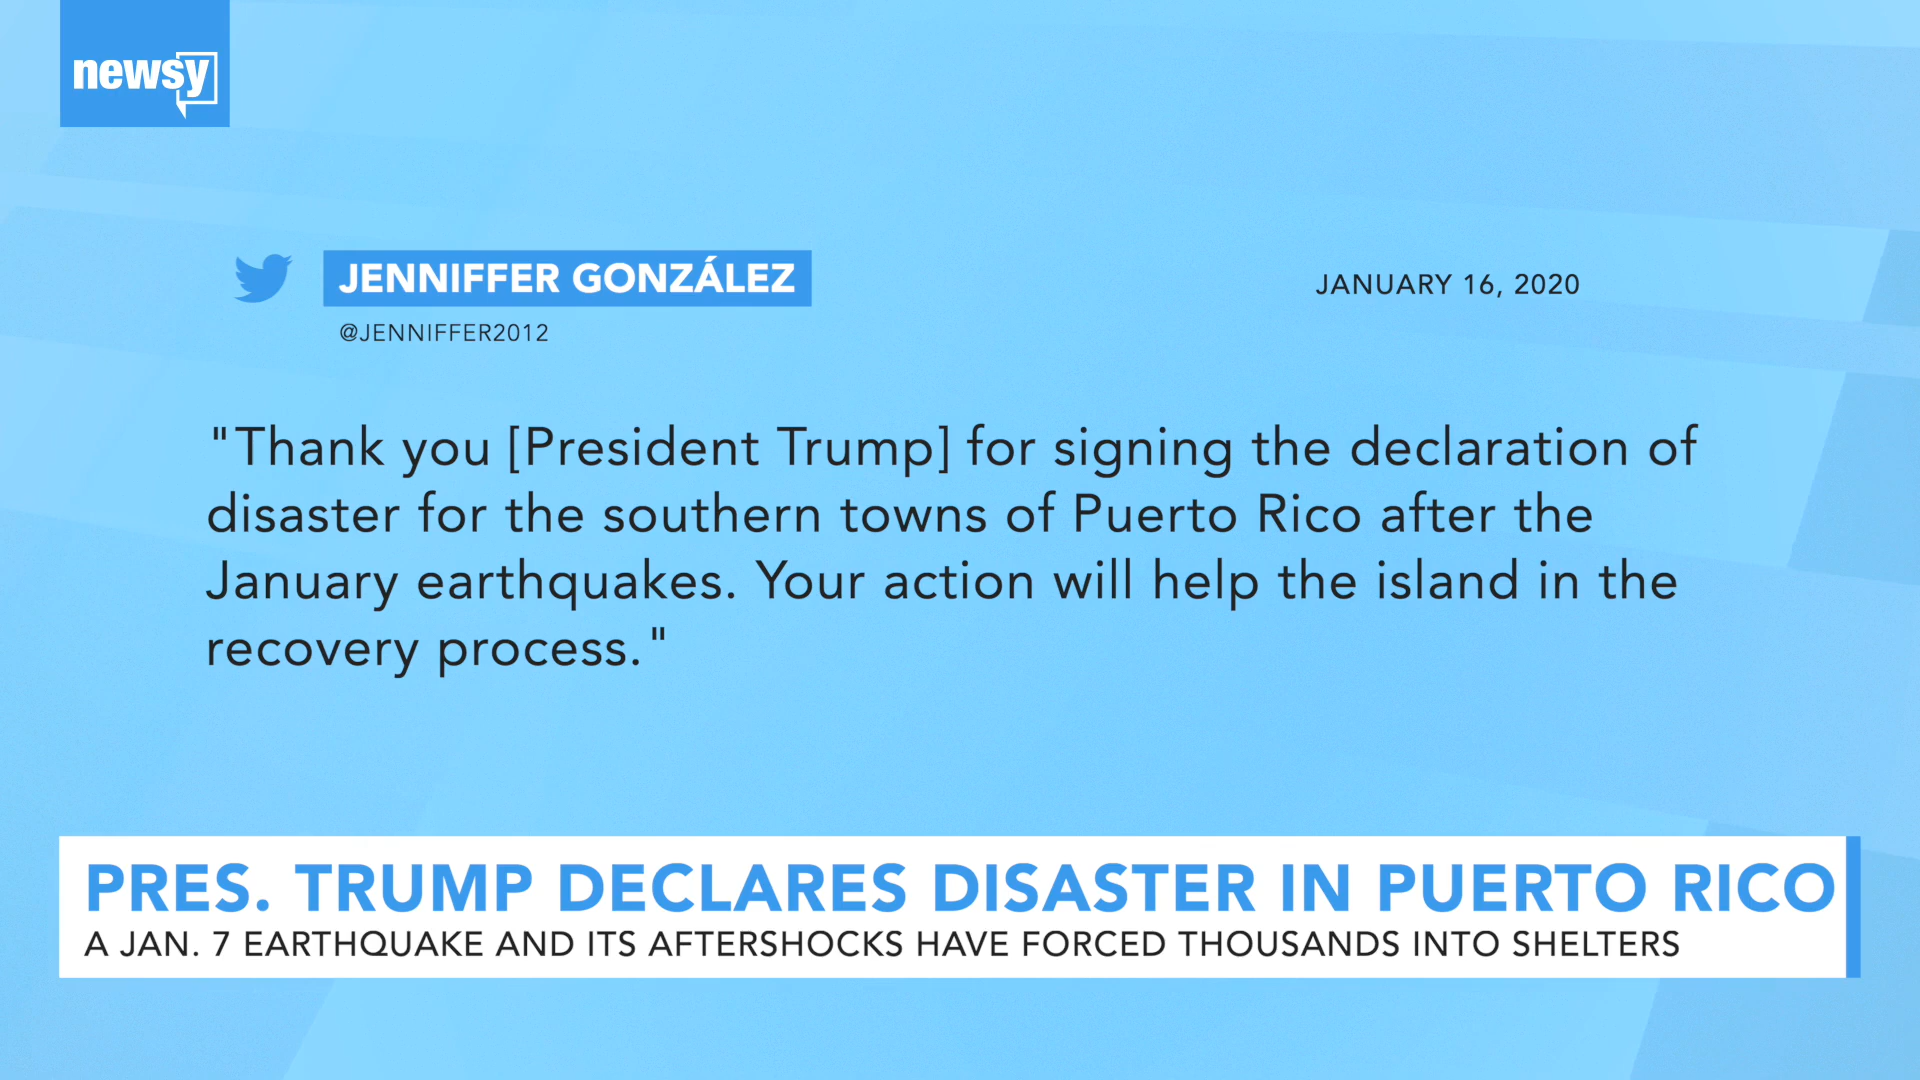 newsy
JENNIFFER GONZÁLEZ
JANUARY 16, 2020
@JENNIFFER2012
"Thank you [President Trump] for signing the declaration of
disaster for the southern towns of Puerto Rico after the
January earthquakes. Your action will help the island in the
recovery process."
PRES. TRUMP DECLARES DISASTER IN PUERTO RICO
A JAN. 7 EARTHQUAKE AND ITS AFTERSHOCKS HAVE FORCED THOUSANDS INTO SHELTERS